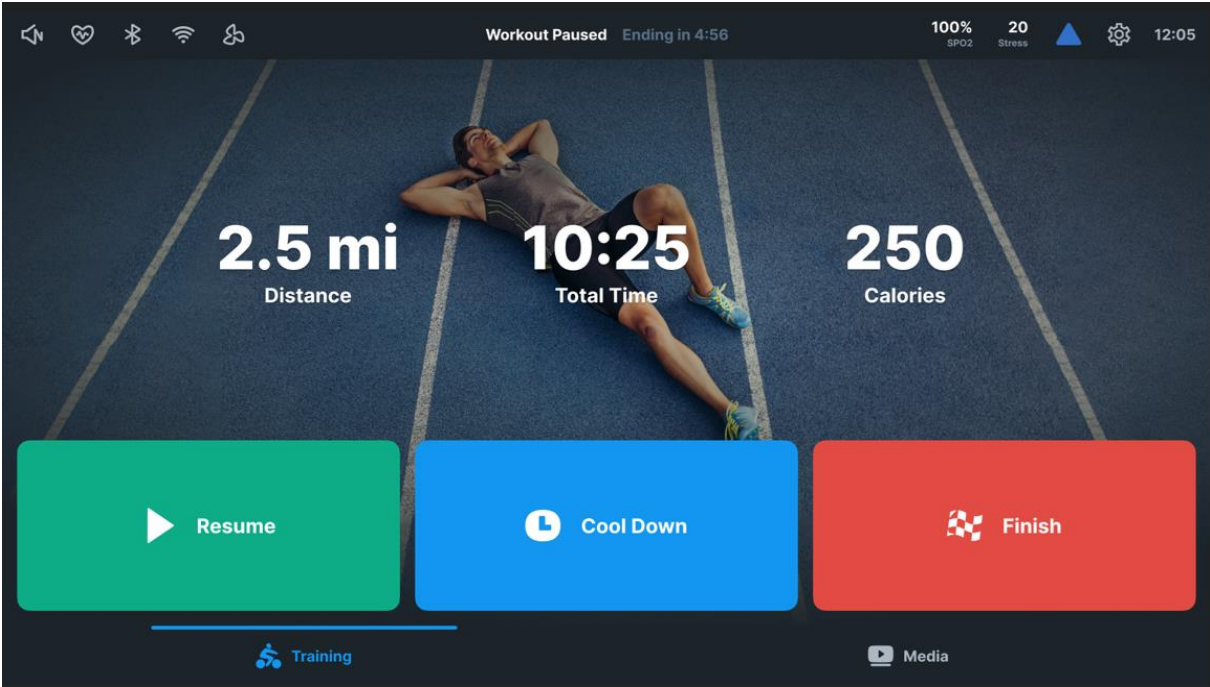 Workout Paused Ending in 4:56
100% 20
SPO2 Stress
12:05
2.5 mi 10:25 250
Distance Total Time Calories
Resume Cool Down Finish
Training Media